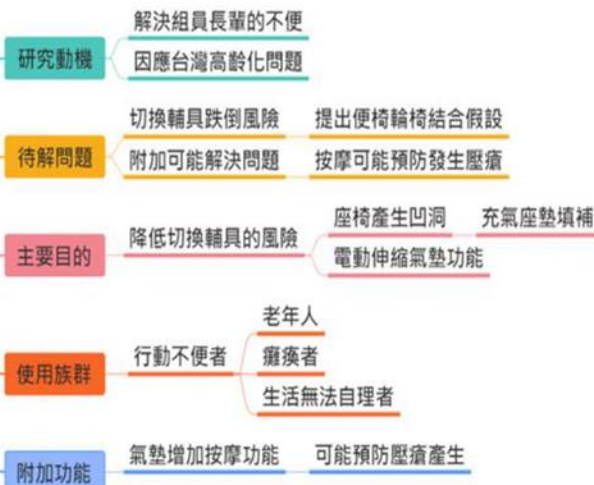 研究動機
解決組員長輩的不便
因應台灣高齡化問題
待解問題
切換輔具跌倒風險
提出便椅輪椅結合假設
附加可能解決問題
按摩可能預防發生壓瘡
主要目的
降低切換輔具的風險
座椅產生凹洞
充氣座墊填補
電動伸縮氣墊功能
使用族群
行動不便者
老年人
癱瘓者
生活無法自理者
附加功能
氣墊增加按摩功能
可能預防壓瘡產生